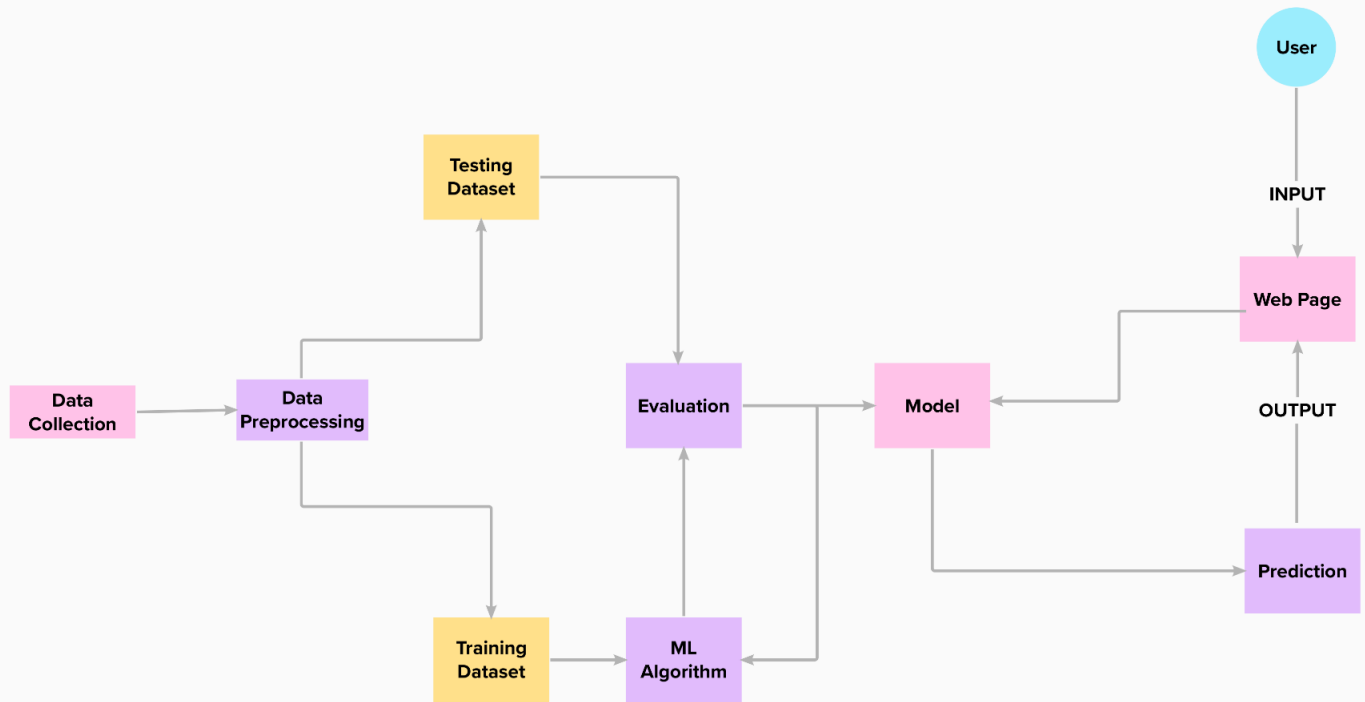 User
Testing
Dataset
INPUT
Web Page
Data
Collection
Data
Preprocessing
Evaluation
Model
OUTPUT
Prediction
Training
Dataset
ML
Algorithm